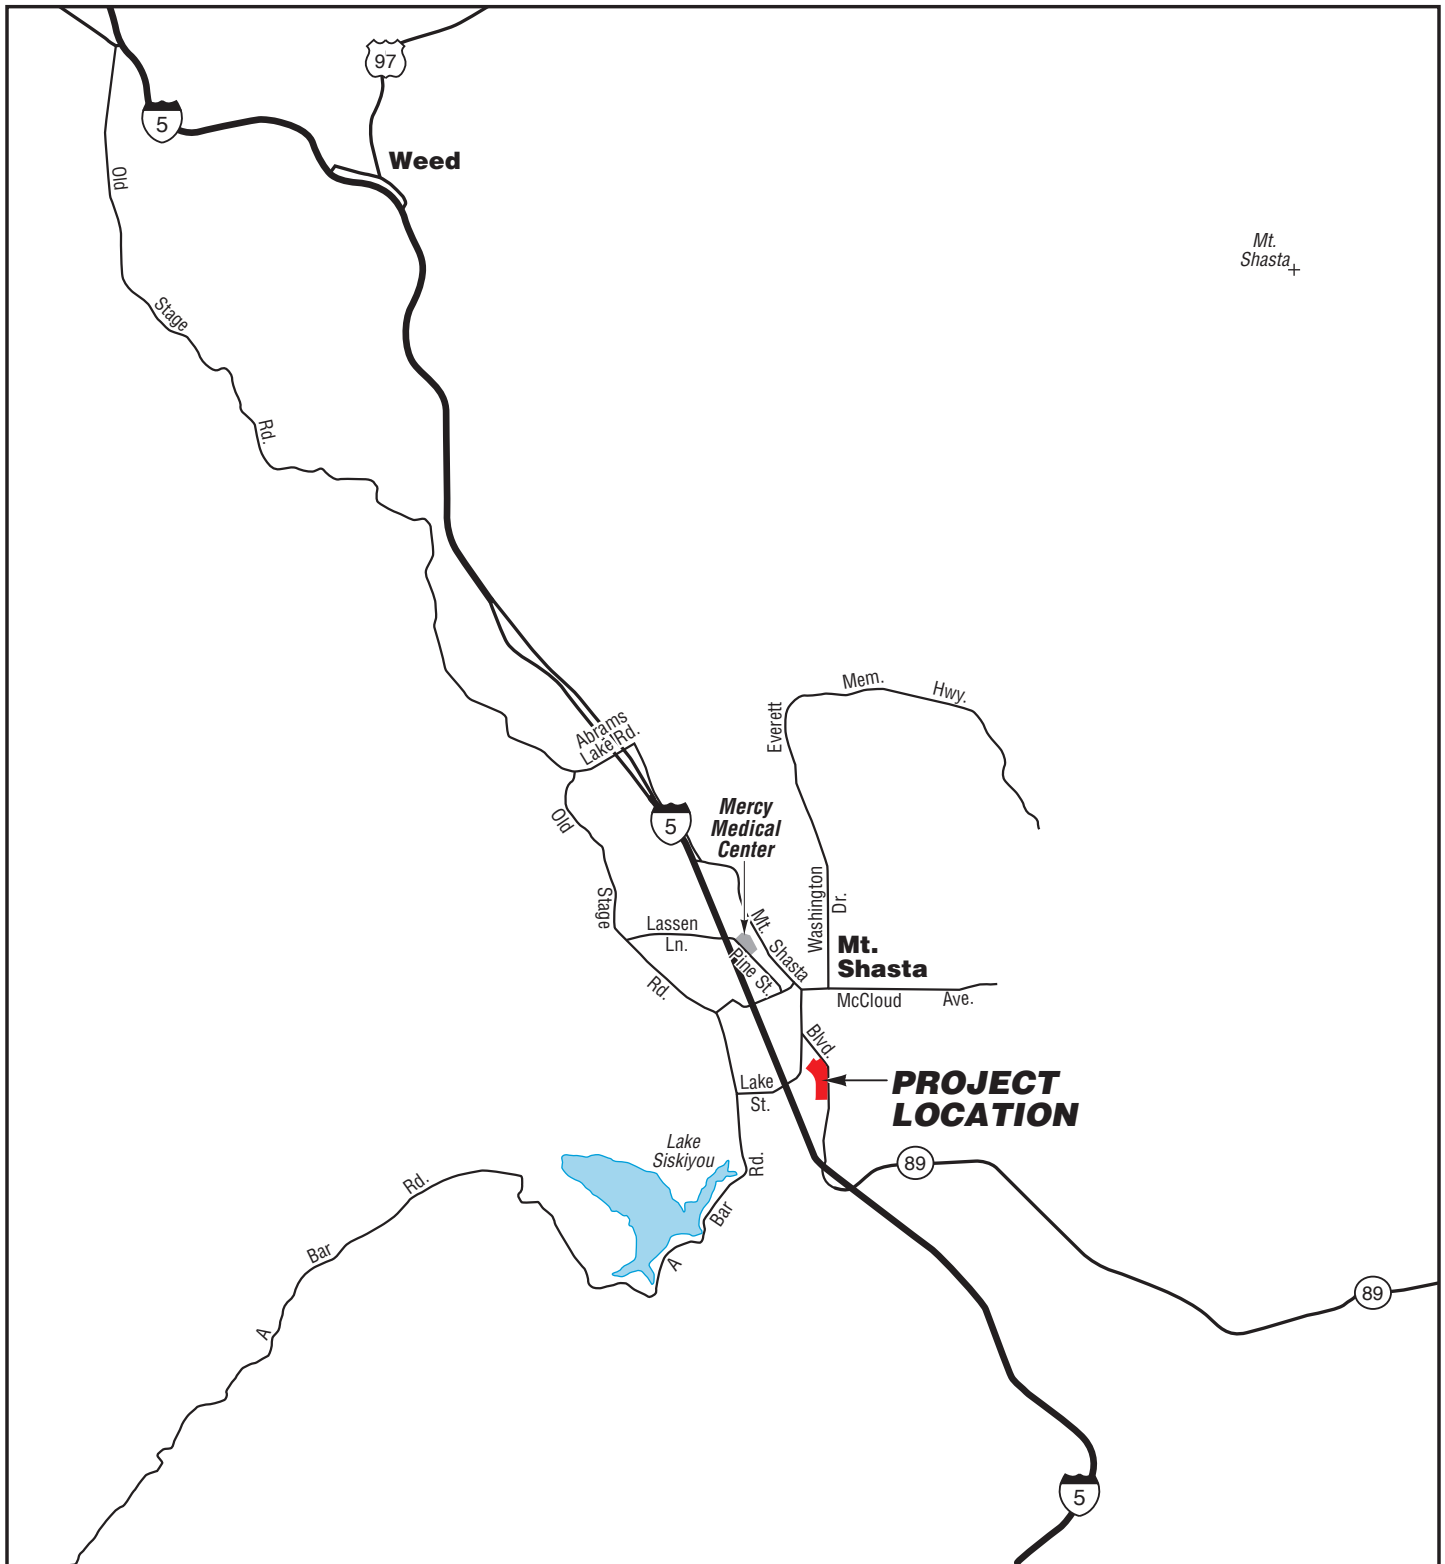 97
5
Weed
Old
Mt.
Shasta
Stage
Rd.
Mem.
Hwy.
Everett
Abrams
Lake Rd.
Mercy
Medical
Center
5
Old
Stage
Lassen
Ln.
Rd.
Mt. Shasta
Pine St.
Washington
Dr.
Mt.
Shasta
McCloud Ave.
Blvd.
PROJECT
LOCATION
Lake
St.
Lake
Siskiyou
Rd.
Bar
A
89
Rd.
Bar
A
89
5